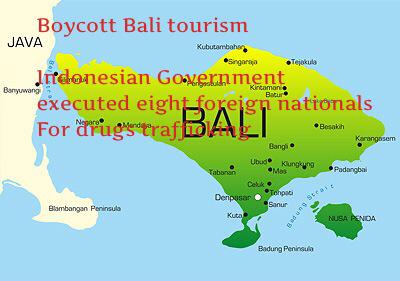 Boycott Bali tourism
JAVA
Kubutambahan
Singaraja
Tejakula
Indonesian Government
Banyuwangi
Kintamani
Batur
executed eight foreign nationals
Negara
Mendaya
For drugs trafficking
BALI
Besakih
Karangasem
Bangli
Ubud
Mas
Klungkung
Padangbai
Tabanan
Celuk
Tohpati
Denpasar
Sanur
Blambangan Peninsula
Kuta
Badung Strait
NUSA PENIDA
Badung Peninsula